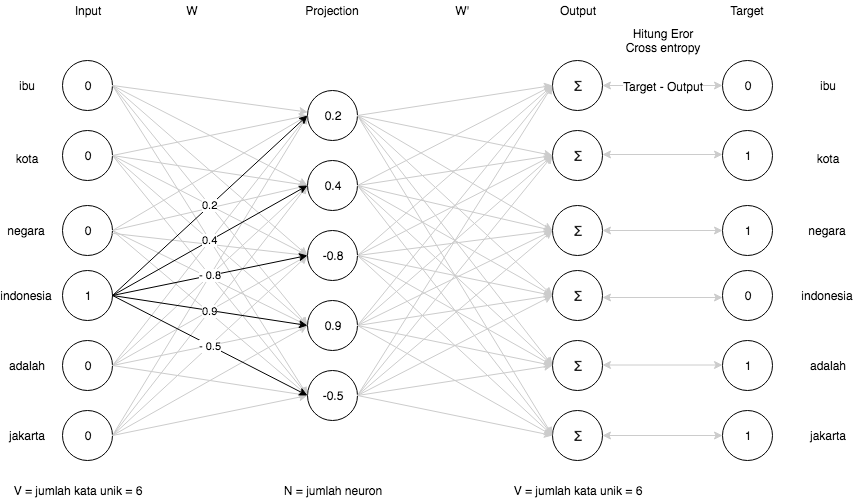 Input W Projection W' Output Target
Hitung Eror
Cross entropy
ibu 0 Σ Target - Output 0 ibu
0.2
kota 0 Σ 1 kota
0.4
0.2
negara 0 Σ 1 negara
0.4
-0.8
- 0.8
indonesia 1 Σ 0 indonesia
0.9
0.9
- 0.5
adalah 0 Σ 1 adalah
-0.5
jakarta 0 Σ 1 jakarta
V = jumlah kata unik = 6 N = jumlah neuron V = jumlah kata unik = 6